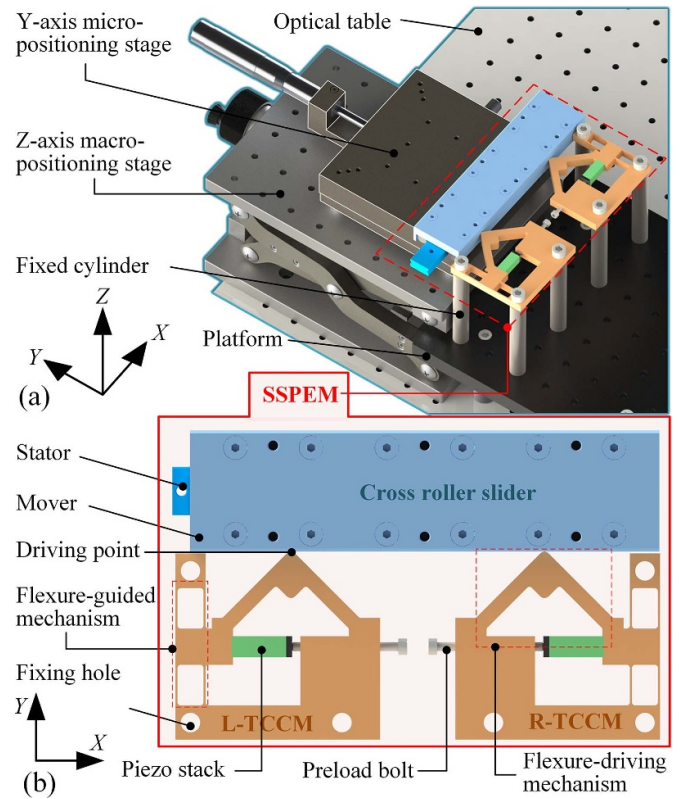 Y-axis micro-
positioning stage
Optical table
Z-axis macro-
positioning stage
Fixed cylinder
Platform
Z
X
Y
(a)
SSPEM
Stator
Mover
Driving point
Flexure-guided
mechanism
Fixing hole
Cross roller slider
L-TCCM
R-TCCM
Y
X
(b)
Piezo stack
Preload bolt
Flexure-driving
mechanism